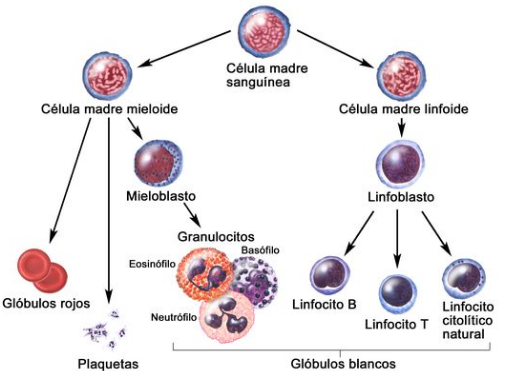 Célula madre
sanguínea
Célula madre mieloide
Célula madre linfoide
Mieloblasto
Linfoblasto
Granulocitos
Basófilo
Eosinófilo
Neutrófilo
Glóbulos rojos
Plaquetas
Linfocito B
Linfocito T
Linfocito
citolítico
natural
Glóbulos blancos